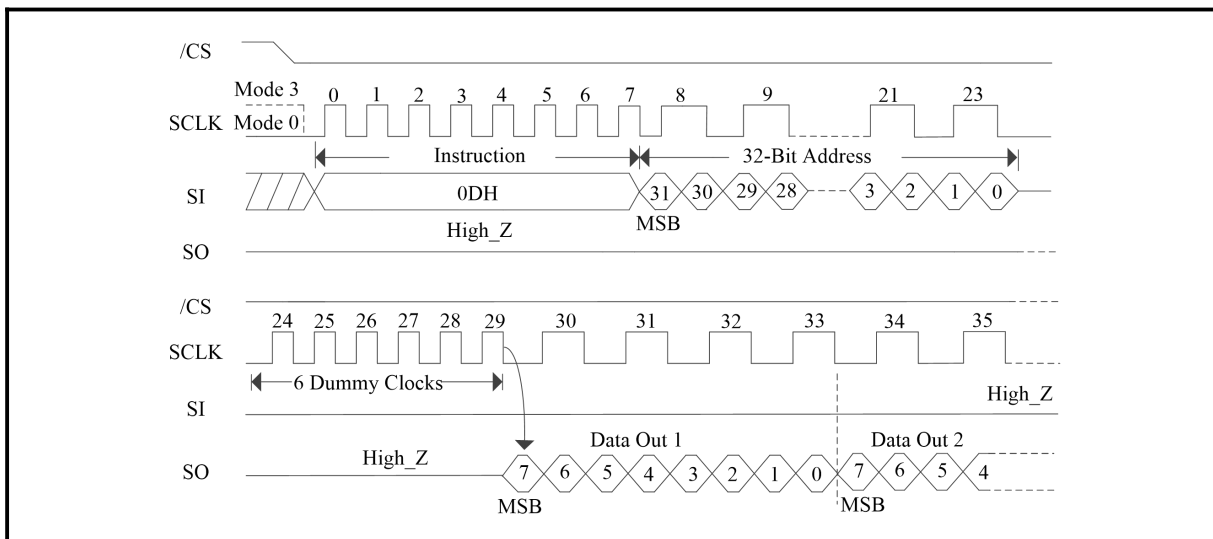 /CS
Mode 3
0 1 2 3 4 5 6 7 8 9 21 23
SCLK
Mode 0
Instruction
32-Bit Address
SI
0DH
31 30 29 28 3 2 1 0
MSB
High_Z
SO
/CS
24 25 26 27 28 29 30 31 32 33 34 35
SCLK
6 Dummy Clocks
SI
High_Z
Data Out 1
Data Out 2
SO
High_Z
7 6 5 4 3 2 1 0 7 6 5 4
MSB
MSB